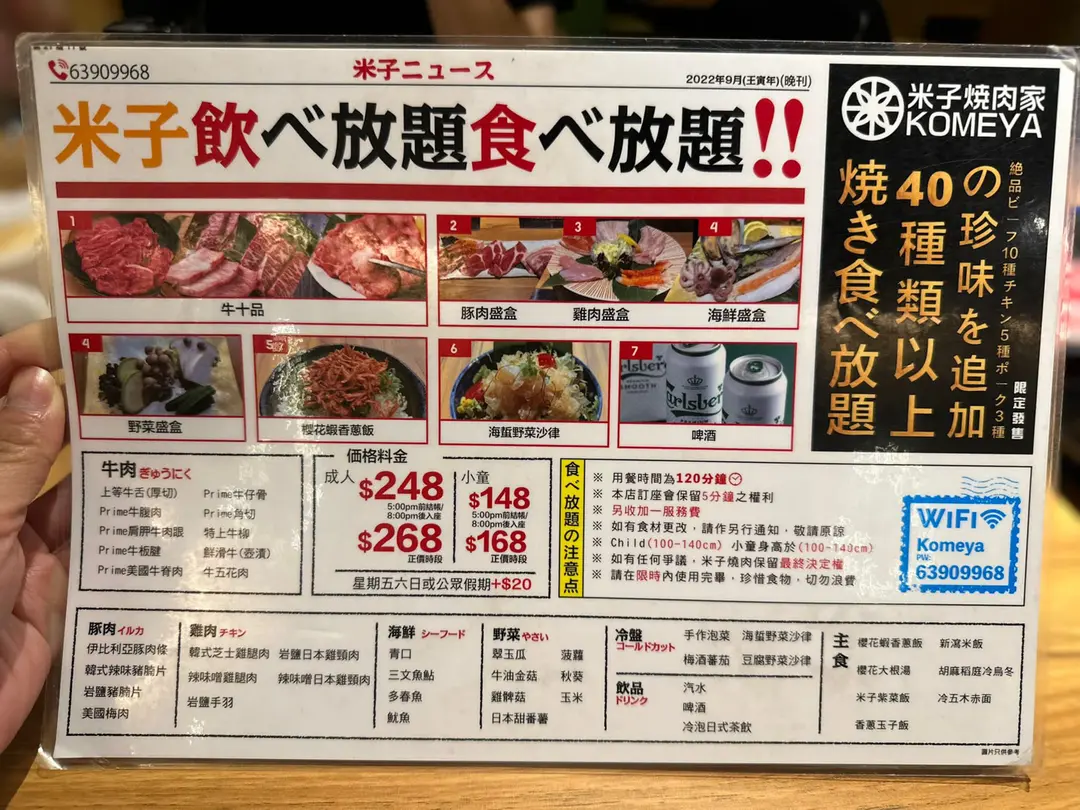 63909968
米子ニュース
2022年9月(壬寅年)(晚刊)
米子飲べ放題食べ放題!!
米子焼肉家
KOMEYA
絶品ビーフ10種チキン5種ポーク3種
の珍味を追加
40種類以上
焼き食べ放題
限定發售
1
牛十品
2
豚肉盛盒
3
雞肉盛盒
4
海鮮盛盒
4
野菜盛盒
5
櫻花蝦香蔥飯
6
海蜇野菜沙律
7
啤酒
牛肉 ぎゅうにく
上等牛舌(厚切)
Prime牛仔骨
Prime牛腹肉
Prime角切
Prime肩胛牛肉眼
特上牛柳
Prime牛板腱
鮮滑牛(壺漬)
Prime美國牛脊肉
牛五花肉
価格料金
成人
$248
5:00pm前結帳/
8:00pm後入座
$268
正價時段
小童
$148
5:00pm前結帳/
8:00pm後入座
$168
正價時段
星期五六日或公眾假期+$20
食べ放題の注意点
※ 用餐時間為120分鐘
※ 本店訂座會保留5分鐘之權利
※ 另收加一服務費
※ 如有食材更改，請作另行通知，敬請原諒
※ Child(100-140cm) 小童身高於(100-140cm)
※ 如有任何爭議，米子燒肉保留最終決定權
※ 請在限時內使用完畢，珍惜食物，切勿浪費
WiFi
Komeya
PW:
63909968
豚肉 イルカ
伊比利亞豚肉條
韓式辣味豬腩片
岩鹽豬腩片
美國梅肉
雞肉 チキン
韓式芝士雞腿肉
岩鹽日本雞頸肉
辣味噌雞腿肉
辣味噌日本雞頸肉
岩鹽手羽
海鮮 シーフード
青口
三文魚鮎
多春魚
魷魚
野菜 やさい
翠玉瓜
菠蘿
牛油金菇
秋葵
雞髀菇
玉米
日本甜番薯
冷盤
コールドカット
手作泡菜
海蜇野菜沙律
梅酒蕃茄
豆腐野菜沙律
飲品
ドリンク
汽水
啤酒
冷泡日式茶飲
主食
櫻花蝦香蔥飯
新瀉米飯
櫻花大根湯
胡麻稻庭冷烏冬
米子紫菜飯
冷五木赤面
香蔥玉子飯
圖片只供參考